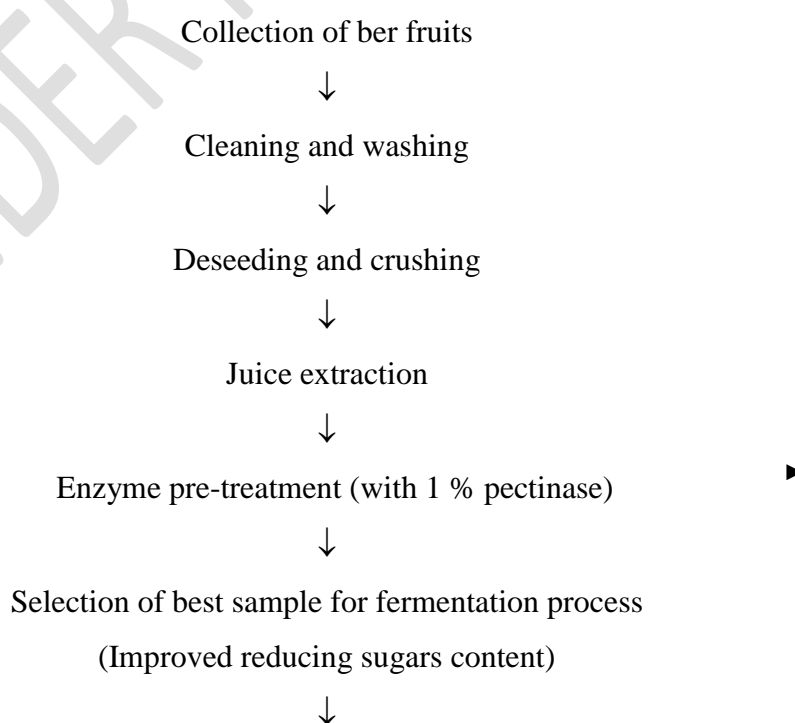 Collection of ber fruits
↓
Cleaning and washing
↓
Deseeding and crushing
↓
Juice extraction
↓
Enzyme pre-treatment (with 1 % pectinase)
↓
Selection of best sample for fermentation process
(Improved reducing sugars content)
↓